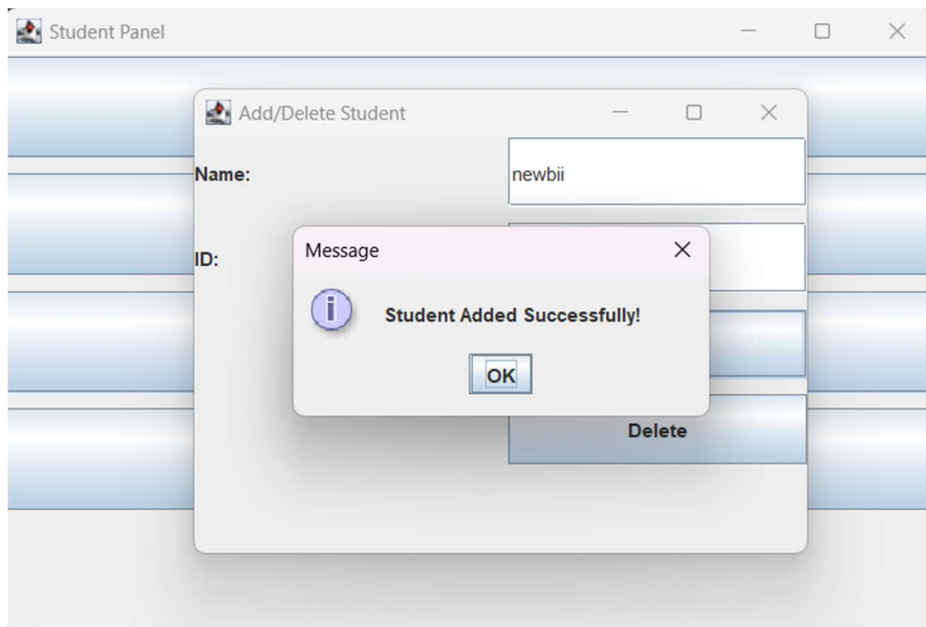 Student Panel
Add/Delete Student
Name:
newbii
Message
ID:
i
Student Added Successfully!
OK
Delete